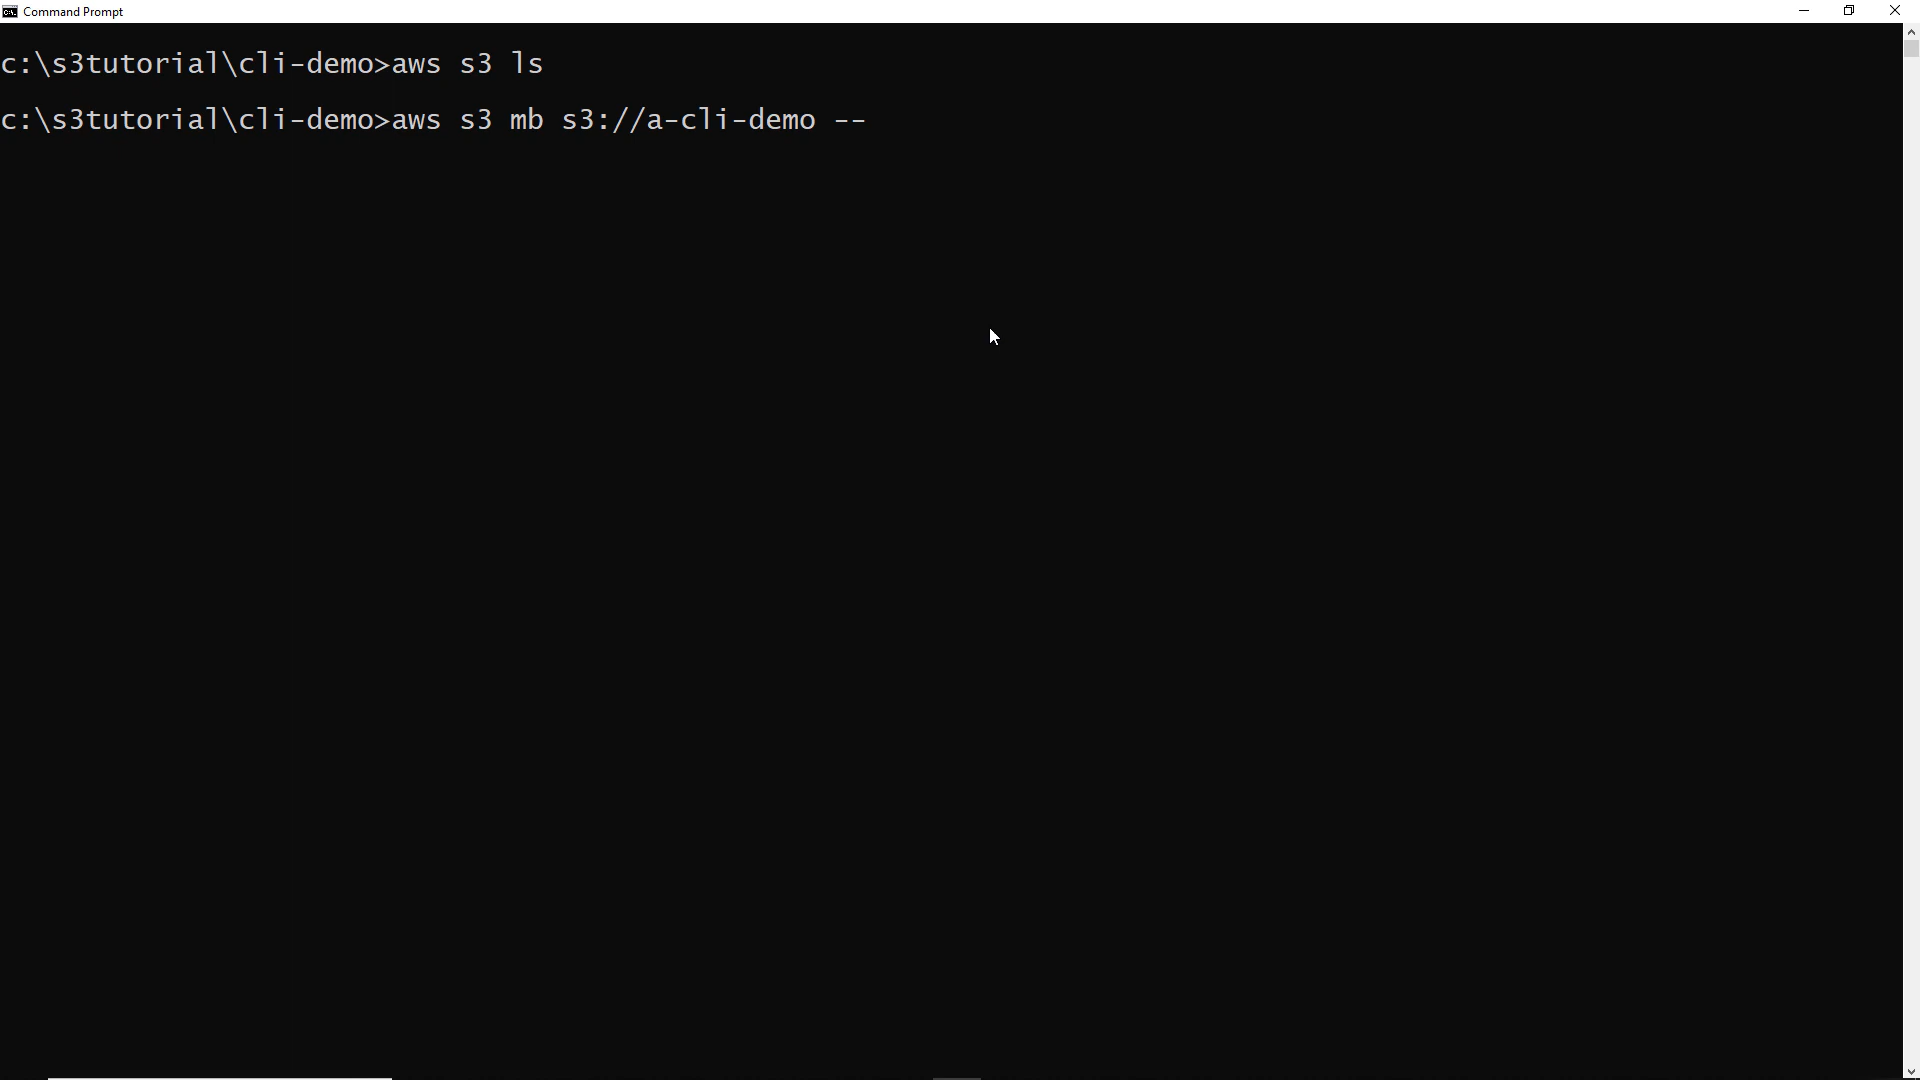 Command Prompt
c:\s3tutorial\cli-demo>aws s3 ls
c:\s3tutorial\cli-demo>aws s3 mb s3://a-cli-demo --